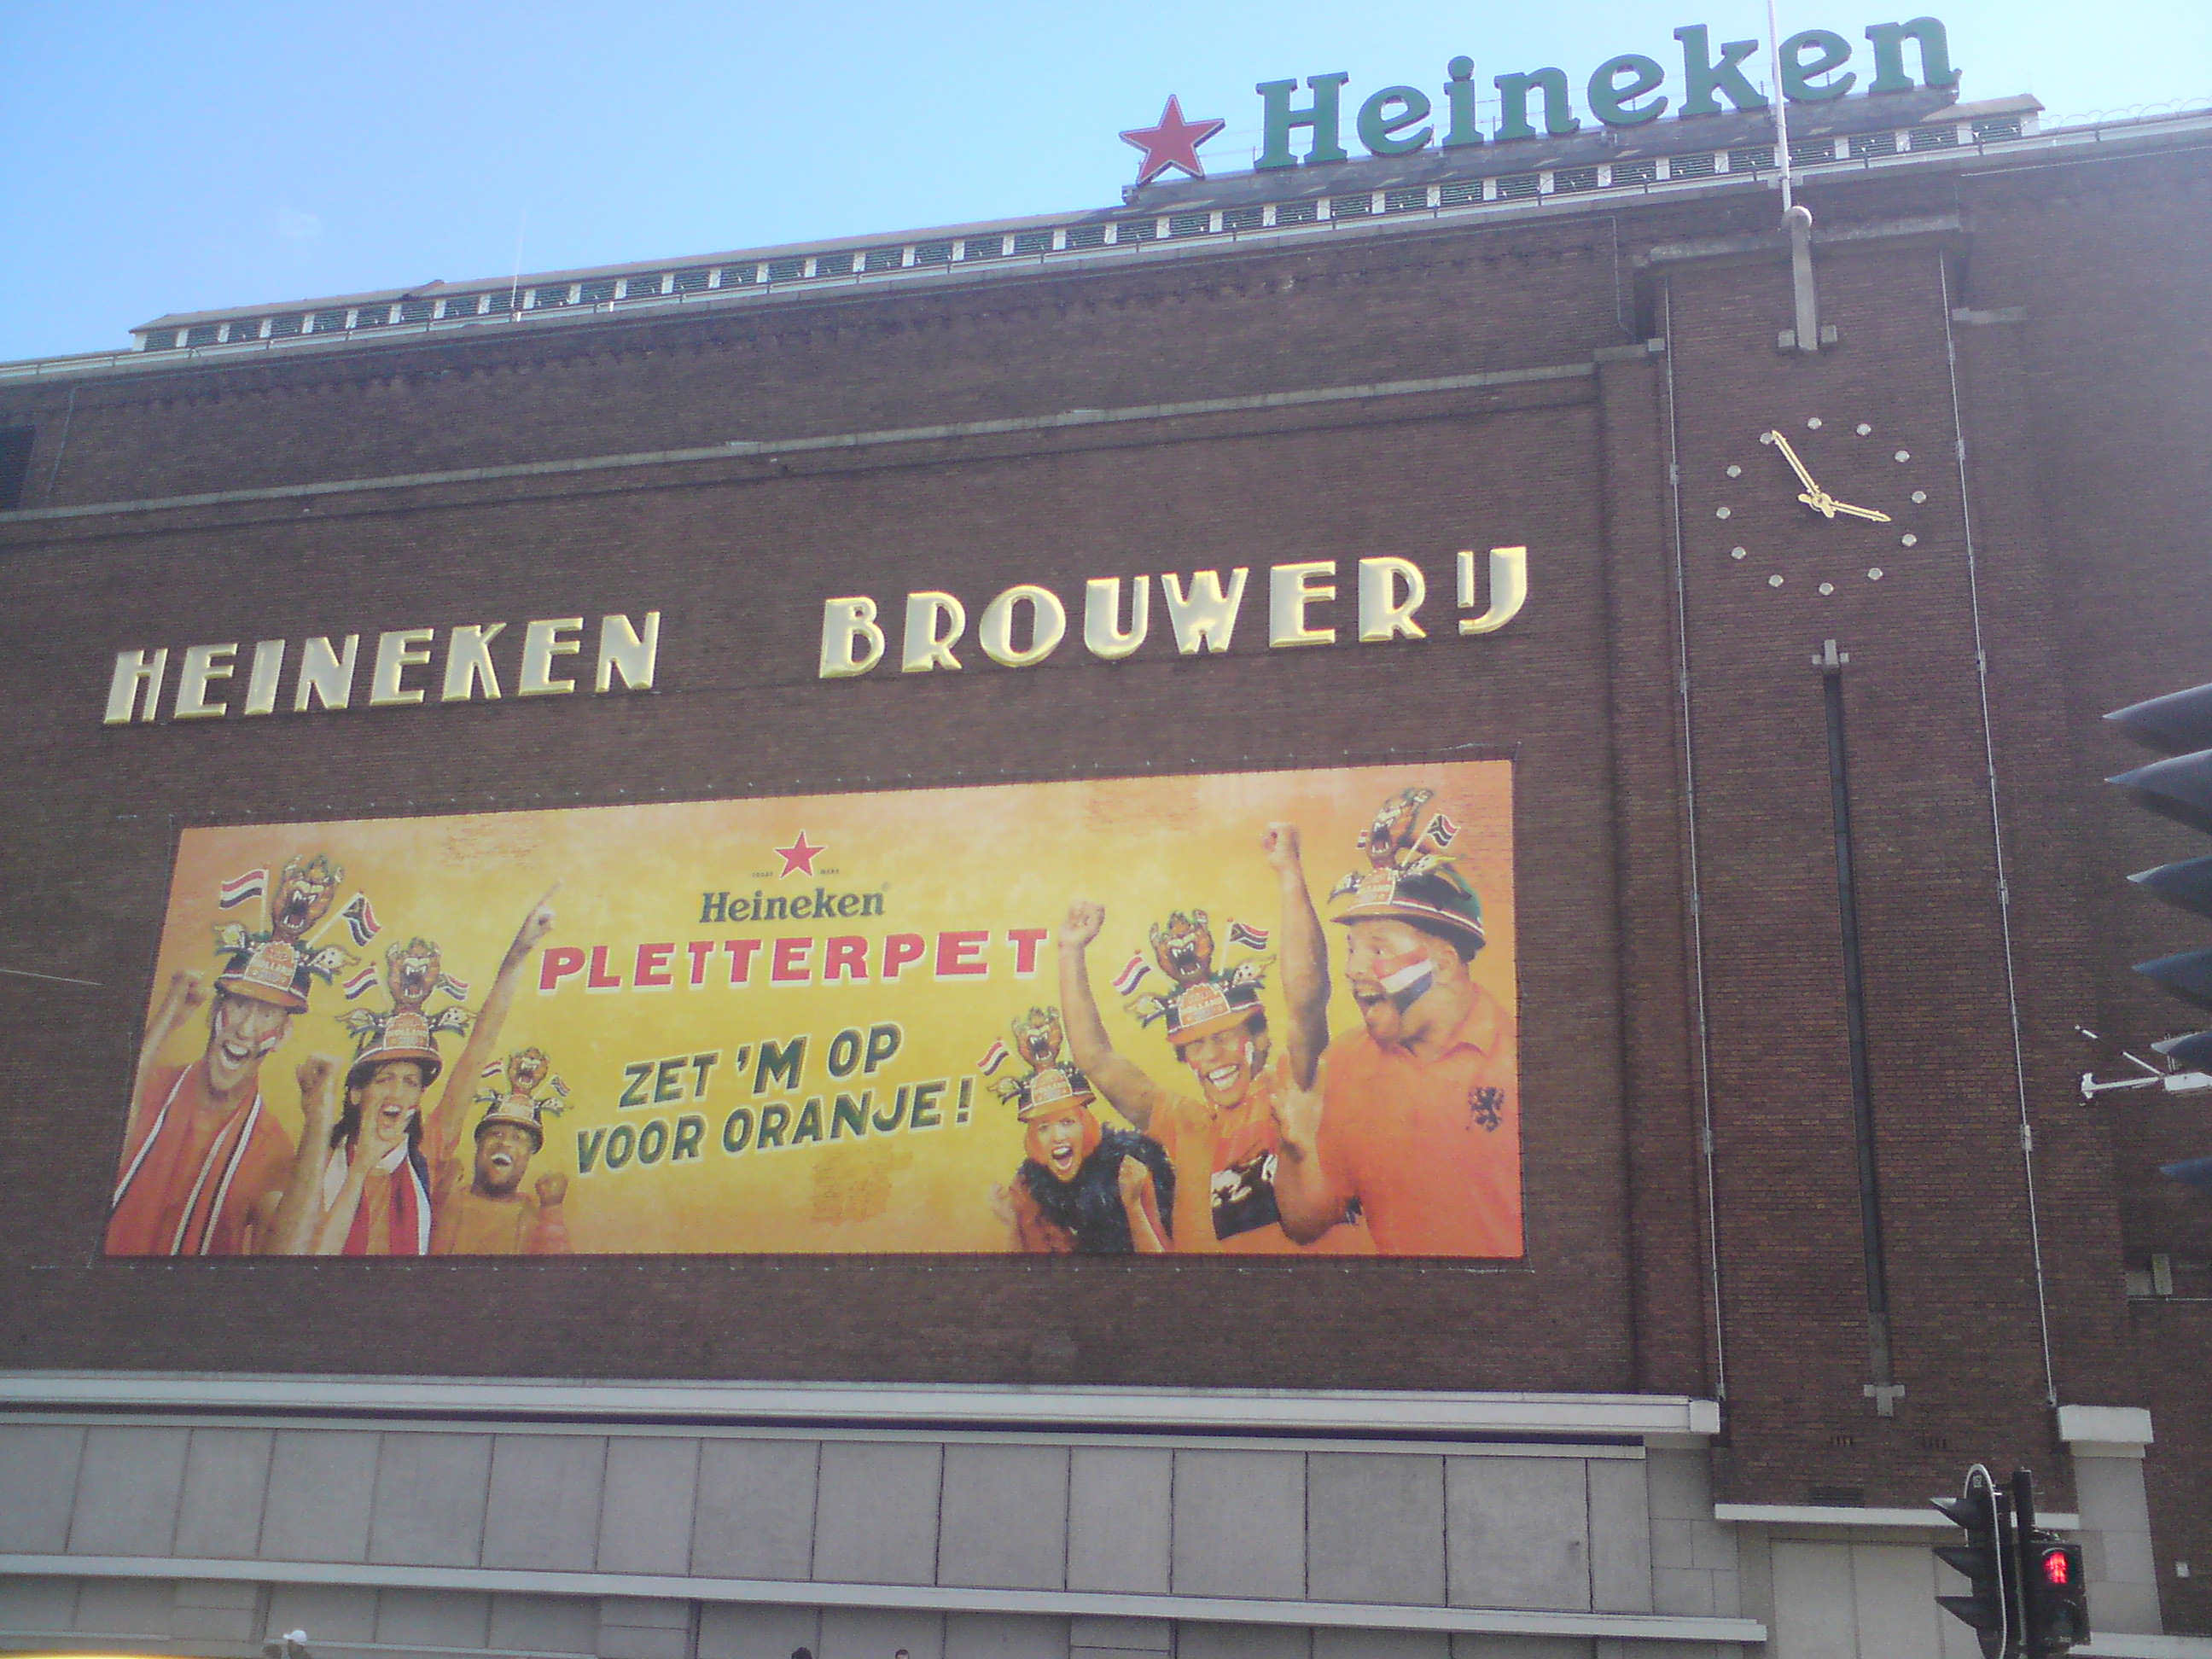 Heineken
HEINEKEN BROUWERIJ
Heineken
PLETTERPET
ZET 'M OP
VOOR ORANJE!